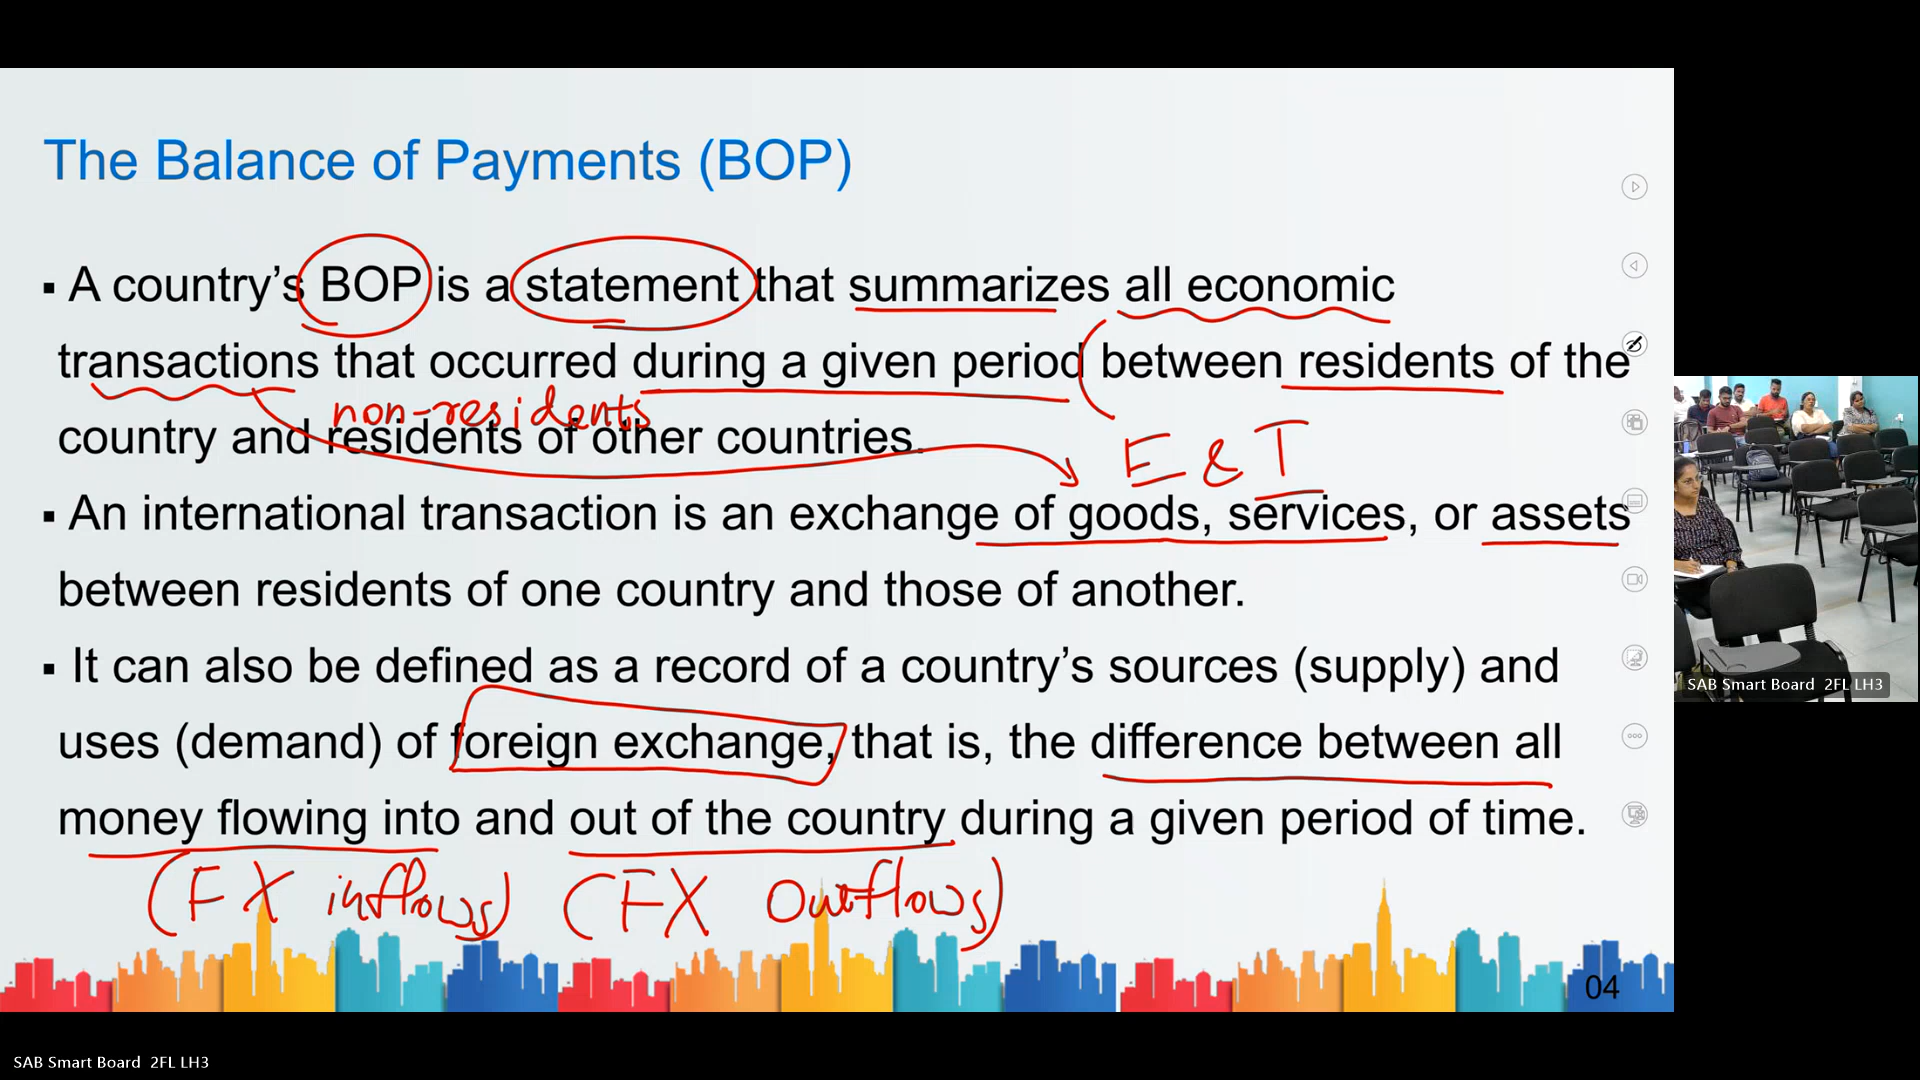 The Balance of Payments (BOP)
▪ A country’s BOP is a statement that summarizes all economic
transactions that occurred during a given period between residents of the
non-residents
country and residents of other countries.
E & T
▪ An international transaction is an exchange of goods, services, or assets
between residents of one country and those of another.
▪ It can also be defined as a record of a country’s sources (supply) and
uses (demand) of foreign exchange, that is, the difference between all
money flowing into and out of the country during a given period of time.
(FX inflows) (FX Outflows)
04
SAB Smart Board 2FL LH3
SAB Smart Board 2FL LH3